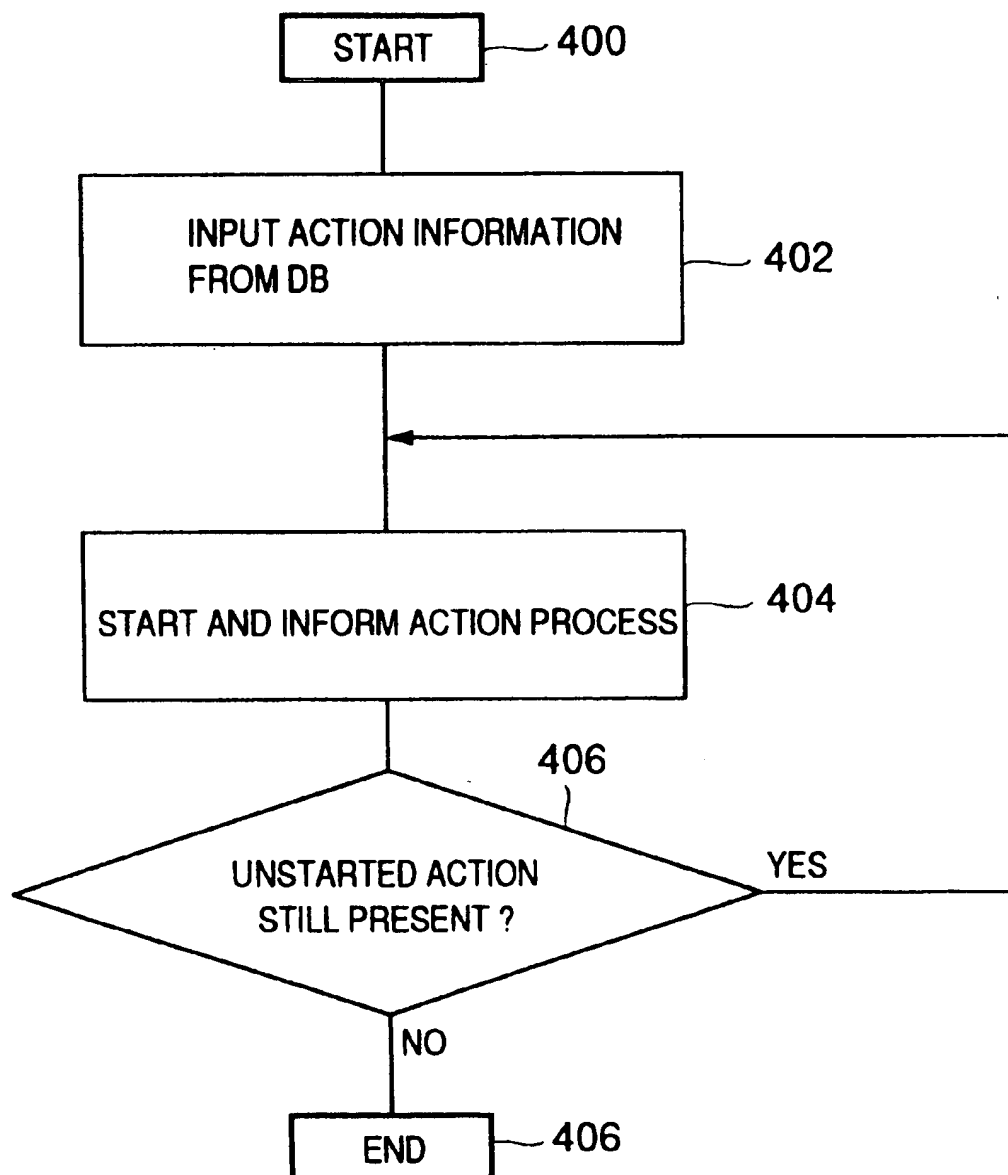 START 400
INPUT ACTION INFORMATION
FROM DB
402
START AND INFORM ACTION PROCESS
404
406
UNSTARTED ACTION
STILL PRESENT ?
YES
NO
END 406